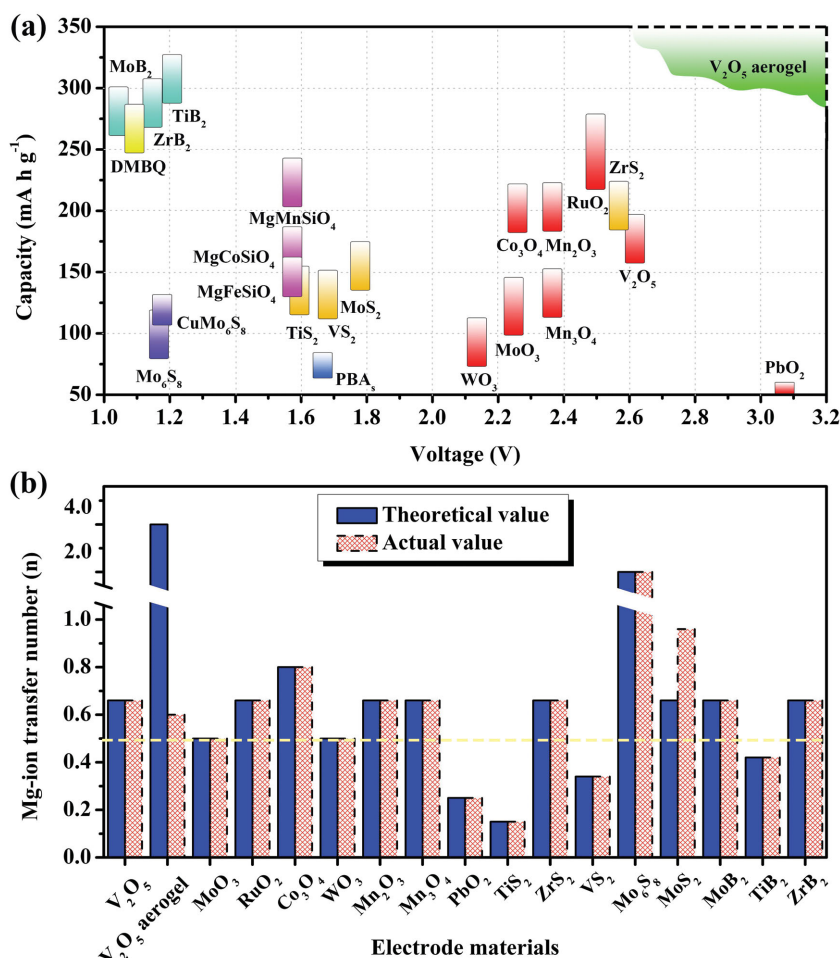 (a)
350
300
250
200
150
100
50
Capacity (mA h g⁻¹)
MoB₂
TiB₂
ZrB₂
DMBQ
V₂O₅ aerogel
MgMnSiO₄
MgCoSiO₄
MgFeSiO₄
CuMo₆S₈
Mo₆S₈
TiS₂
VS₂
MoS₂
PBAₛ
ZrS₂
RuO₂
Co₃O₄
Mn₂O₃
V₂O₅
MoO₃
Mn₃O₄
WO₃
PbO₂
1.0 1.2 1.4 1.6 1.8 2.0 2.2 2.4 2.6 2.8 3.0 3.2
Voltage (V)
(b)
4.0
2.0
1.0
0.8
0.6
0.4
0.2
0.0
Mg-ion transfer number (n)
Theoretical value
Actual value
V₂O₅
V₂O₅ aerogel
MoO₃
RuO₂
Co₃O₄
WO₃
Mn₂O₃
Mn₃O₄
PbO₂
TiS₂
ZrS₂
VS₂
Mo₆S₈
MoS₂
MoB₂
TiB₂
ZrB₂
Electrode materials